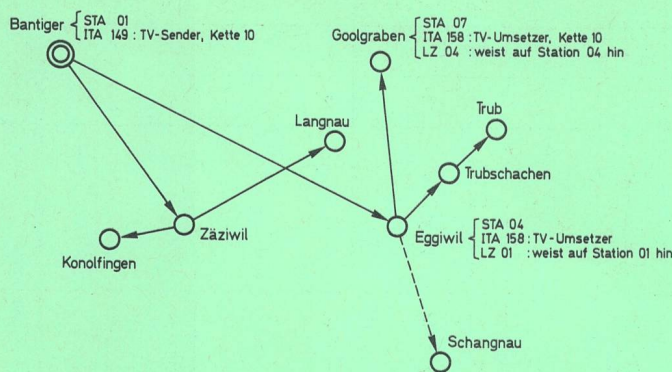 Bantiger { STA 01
ITA 149 : TV-Sender, Kette 10
Goolgraben { STA 07
ITA 158 : TV-Umsetzer, Kette 10
LZ 04 : weist auf Station 04 hin
Langnau
Trub
Trubschachen
Zäziwil
Konolfingen
Eggiwil { STA 04
ITA 158 : TV-Umsetzer
LZ 01 : weist auf Station 01 hin
Schangnau